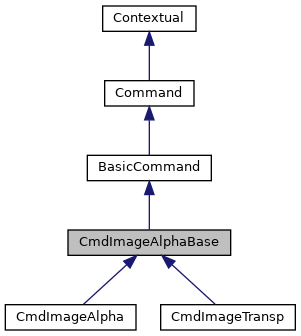 Contextual
Command
BasicCommand
CmdImageAlphaBase
CmdImageAlpha
CmdImageTransp